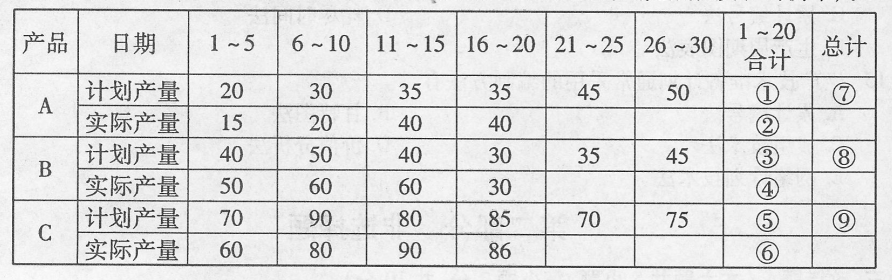 产品 日期 1~5 6~10 11~15 16~20 21~25 26~30 1~20合计 总计
A 计划产量 20 30 35 35 45 50 ① ⑦
实际产量 15 20 40 40 ②
B 计划产量 40 50 40 30 35 45 ③ ⑧
实际产量 50 60 60 30 ④
C 计划产量 70 90 80 85 70 75 ⑤ ⑨
实际产量 60 80 90 86 ⑥